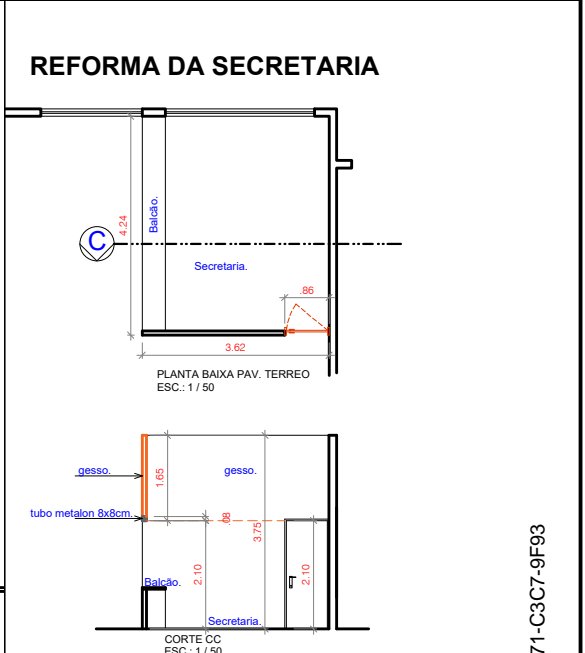 REFORMA DA SECRETARIA
4.24
Balcão.
C
Secretaria.
.86
3.62
PLANTA BAIXA PAV. TERREO
ESC.: 1 / 50
gesso.
1.65
gesso.
tubo metalon 8x8cm.
.08
3.75
2.10
2.10
Balcão.
Secretaria.
CORTE CC
ESC.: 1 / 50
71-C3C7-9F93